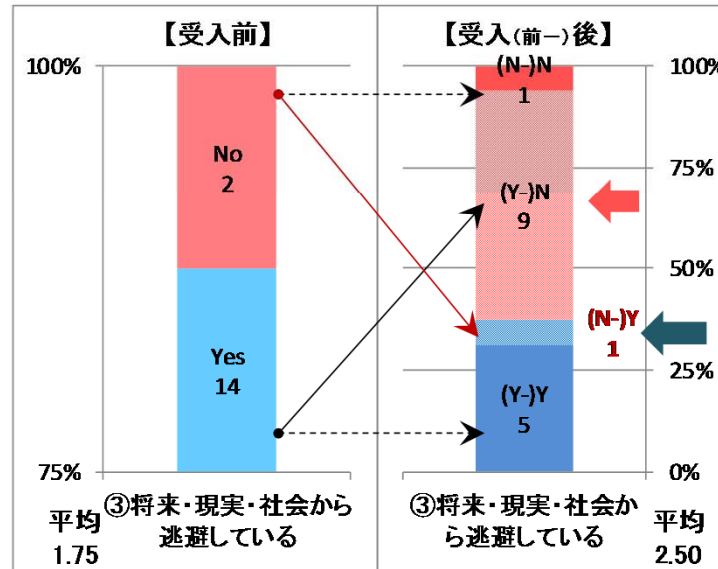 【受入前】
100%
No
2
Yes
14
75%
③将来・現実・社会から
逃避している
平均
1.75
【受入(前ー)後】
(N-)N
1
(Y-)N
9
(N-)Y
1
(Y-)Y
5
100%
75%
50%
25%
0%
③将来・現実・社会か
ら逃避している
平均
2.50